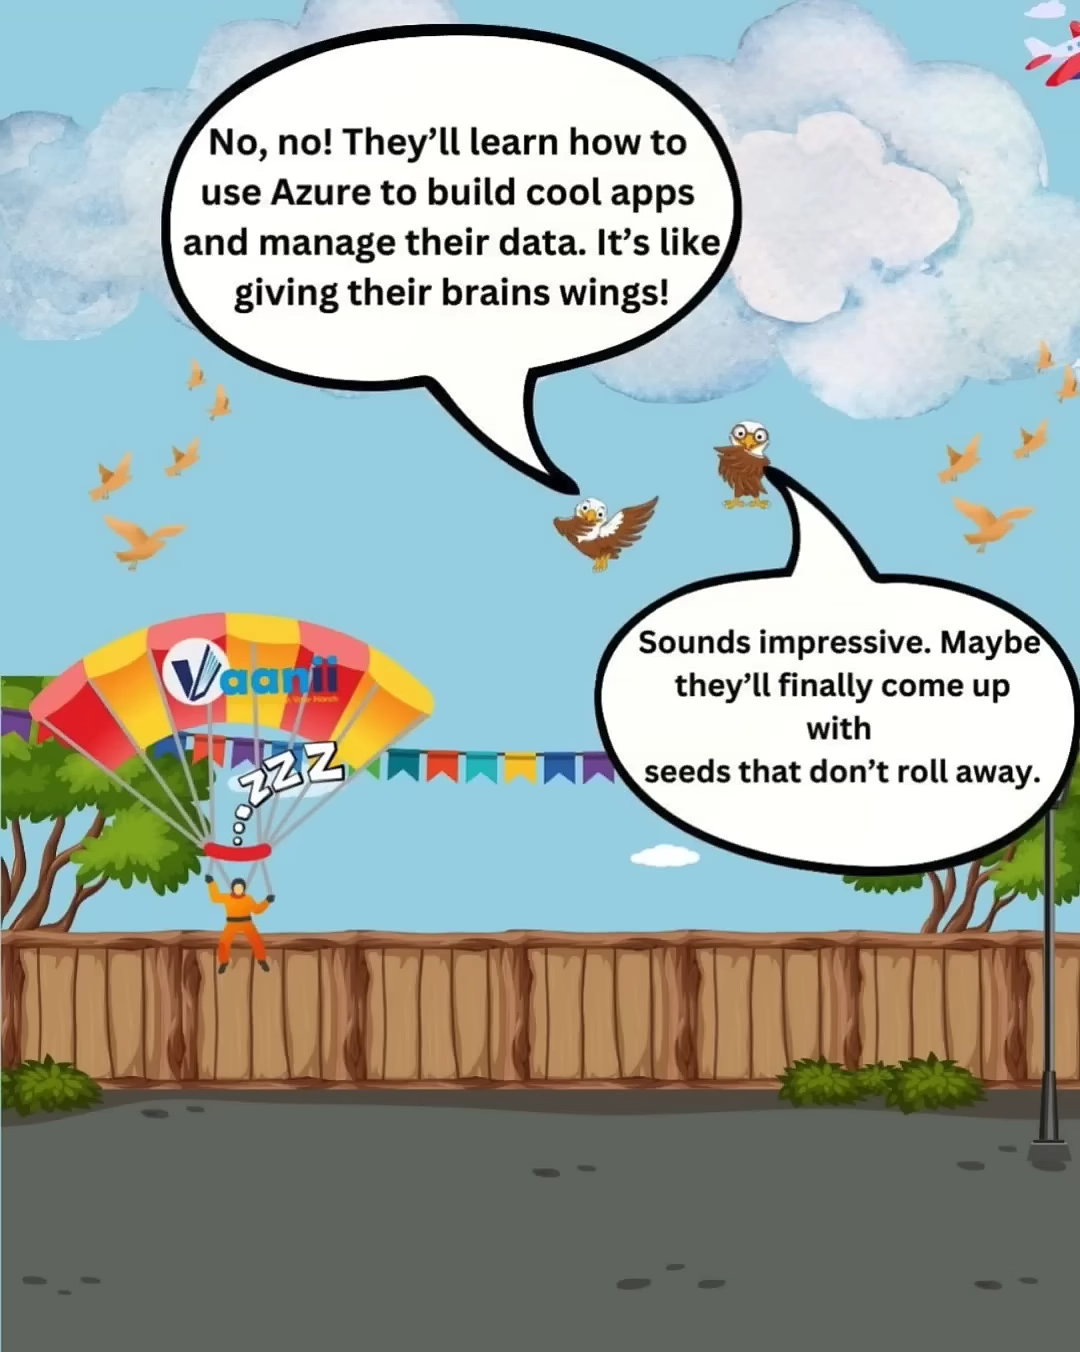 No, no! They’ll learn how to
use Azure to build cool apps
and manage their data. It’s like
giving their brains wings!
Sounds impressive. Maybe
they’ll finally come up
with
seeds that don’t roll away.
Vaanii
zzz